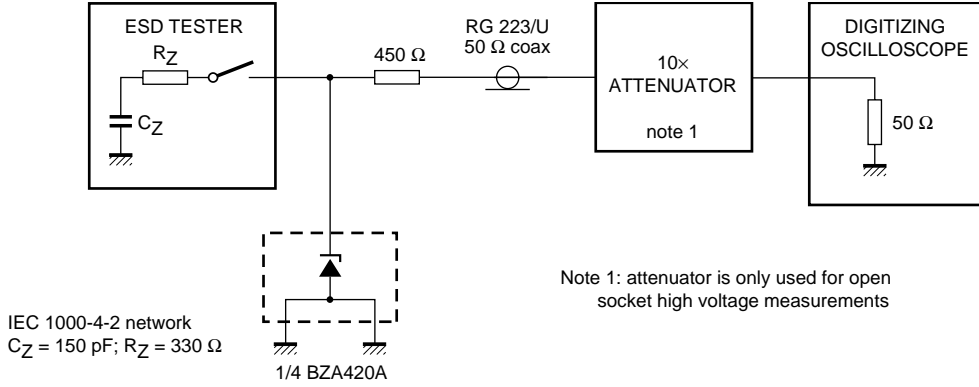 ESD TESTER
RZ
CZ
450 Ω
RG 223/U
50 Ω coax
10×
ATTENUATOR
note 1
DIGITIZING
OSCILLOSCOPE
50 Ω
Note 1: attenuator is only used for open
socket high voltage measurements
IEC 1000-4-2 network
CZ = 150 pF; RZ = 330 Ω
1/4 BZA420A